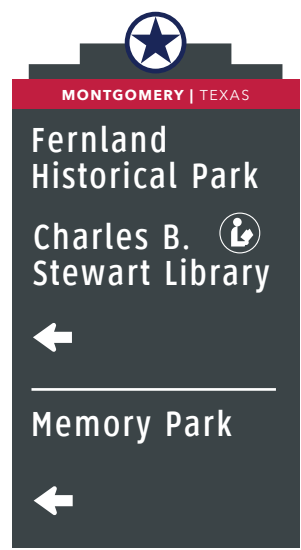 MONTGOMERY | TEXAS
Fernland
Historical Park
Charles B.
Stewart Library
Memory Park